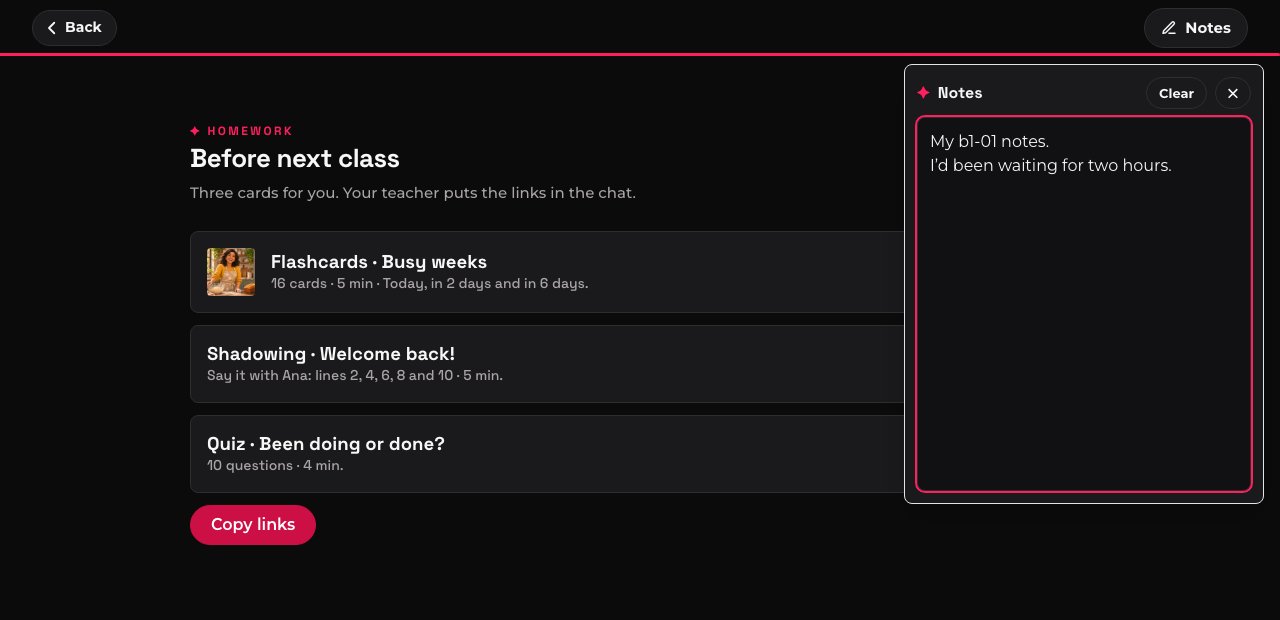 Back
Notes
HOMEWORK
Before next class
Three cards for you. Your teacher puts the links in the chat.
Flashcards · Busy weeks
16 cards · 5 min · Today, in 2 days and in 6 days.
Shadowing · Welcome back!
Say it with Ana: lines 2, 4, 6, 8 and 10 · 5 min.
Quiz · Been doing or done?
10 questions · 4 min.
Copy links
Notes
Clear
My b1-01 notes.
I'd been waiting for two hours.